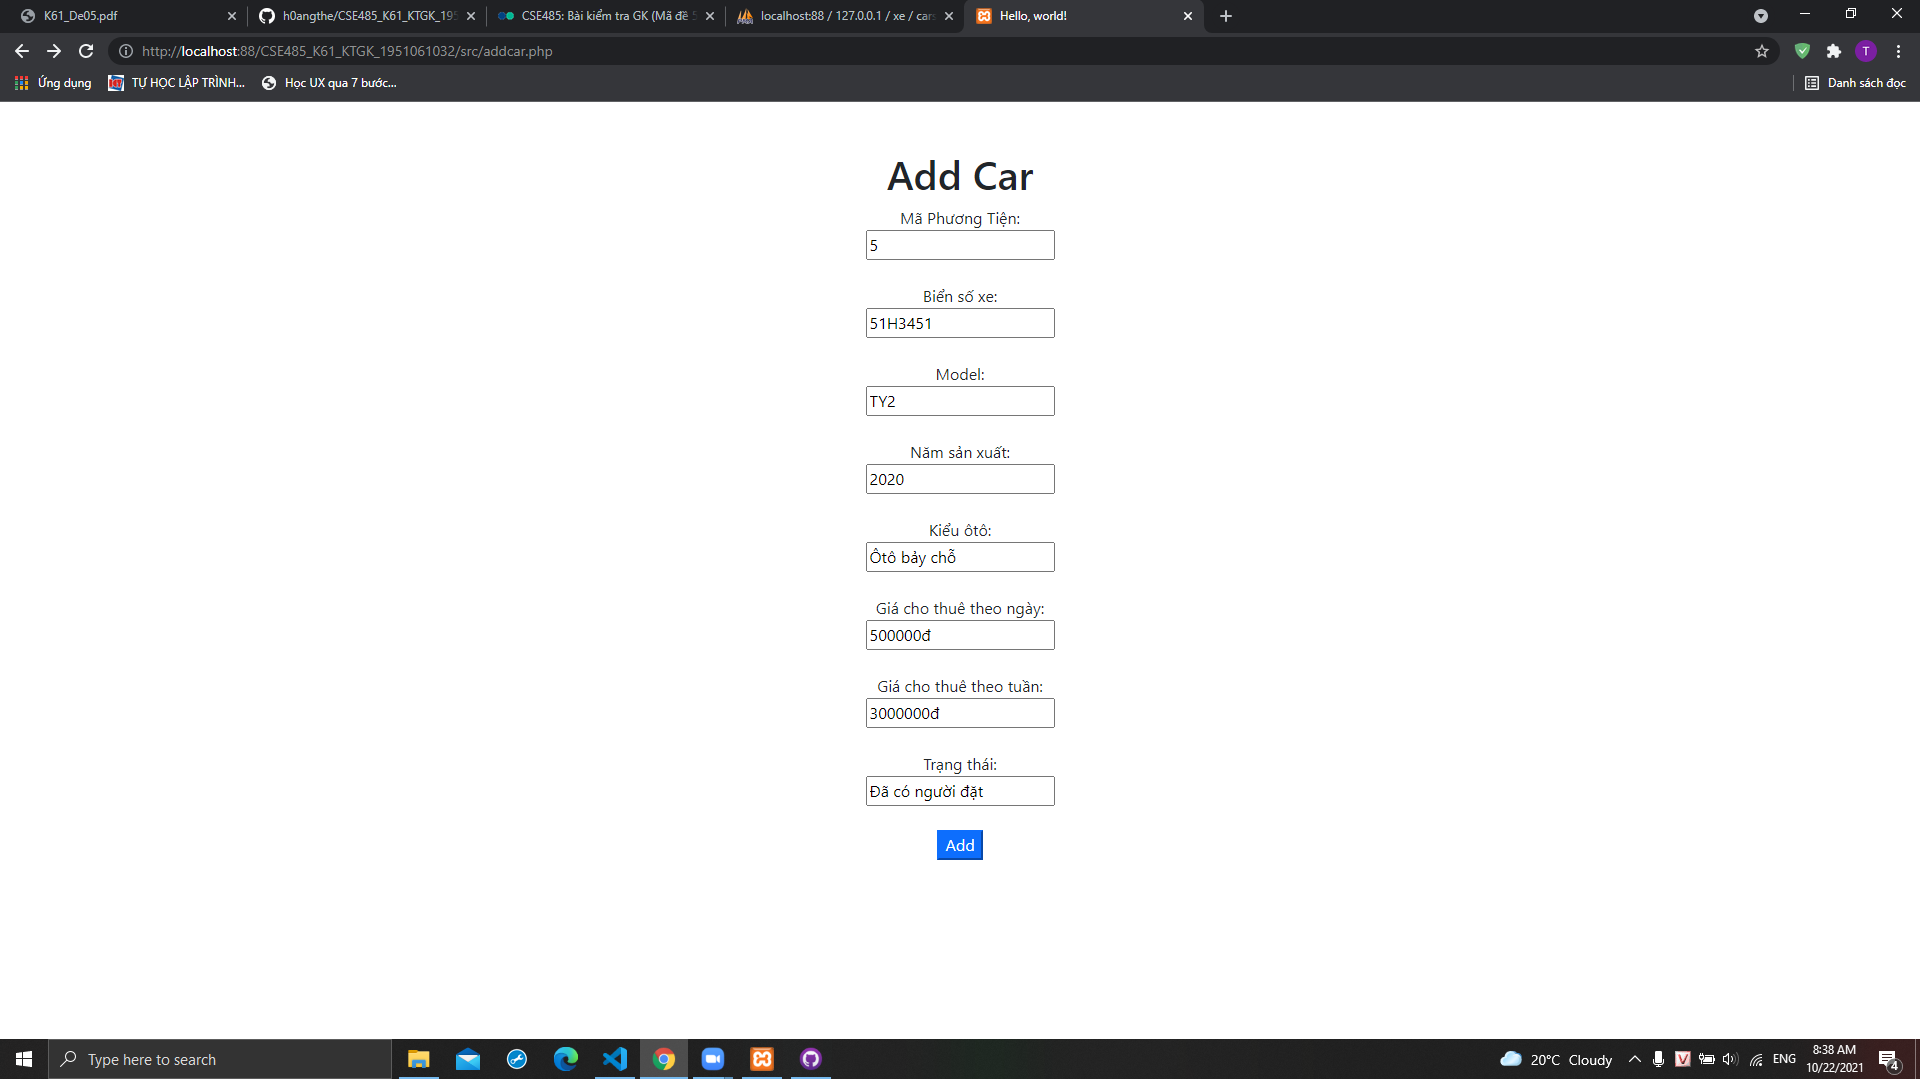 K61_De05.pdf
h0angthe/CSE485_K61_KTGK_195
CSE485: Bài kiểm tra GK (Mã đề 5
localhost:88 / 127.0.0.1 / xe / cars
Hello, world!
http://localhost:88/CSE485_K61_KTGK_1951061032/src/addcar.php
T
Ứng dụng
TỰ HỌC LẬP TRÌNH...
Học UX qua 7 bước...
Danh sách đọc
Add Car
Mã Phương Tiện:
5
Biển số xe:
51H3451
Model:
TY2
Năm sản xuất:
2020
Kiểu ôtô:
Ôtô bảy chỗ
Giá cho thuê theo ngày:
500000đ
Giá cho thuê theo tuần:
3000000đ
Trạng thái:
Đã có người đặt
Add
Type here to search
20°C Cloudy
V
ENG
8:38 AM
10/22/2021
4